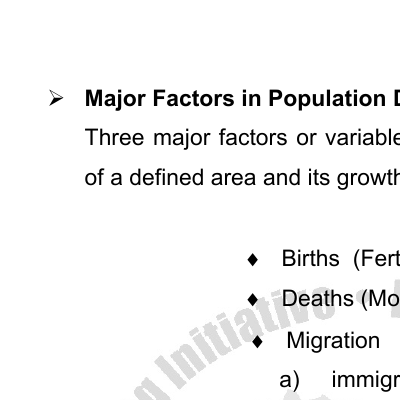 ➢ Major Factors in Population
Three major factors or variable
of a defined area and its growth
♦ Births (Fert
♦ Deaths (Mo
♦ Migration
a) immigr
Initiative